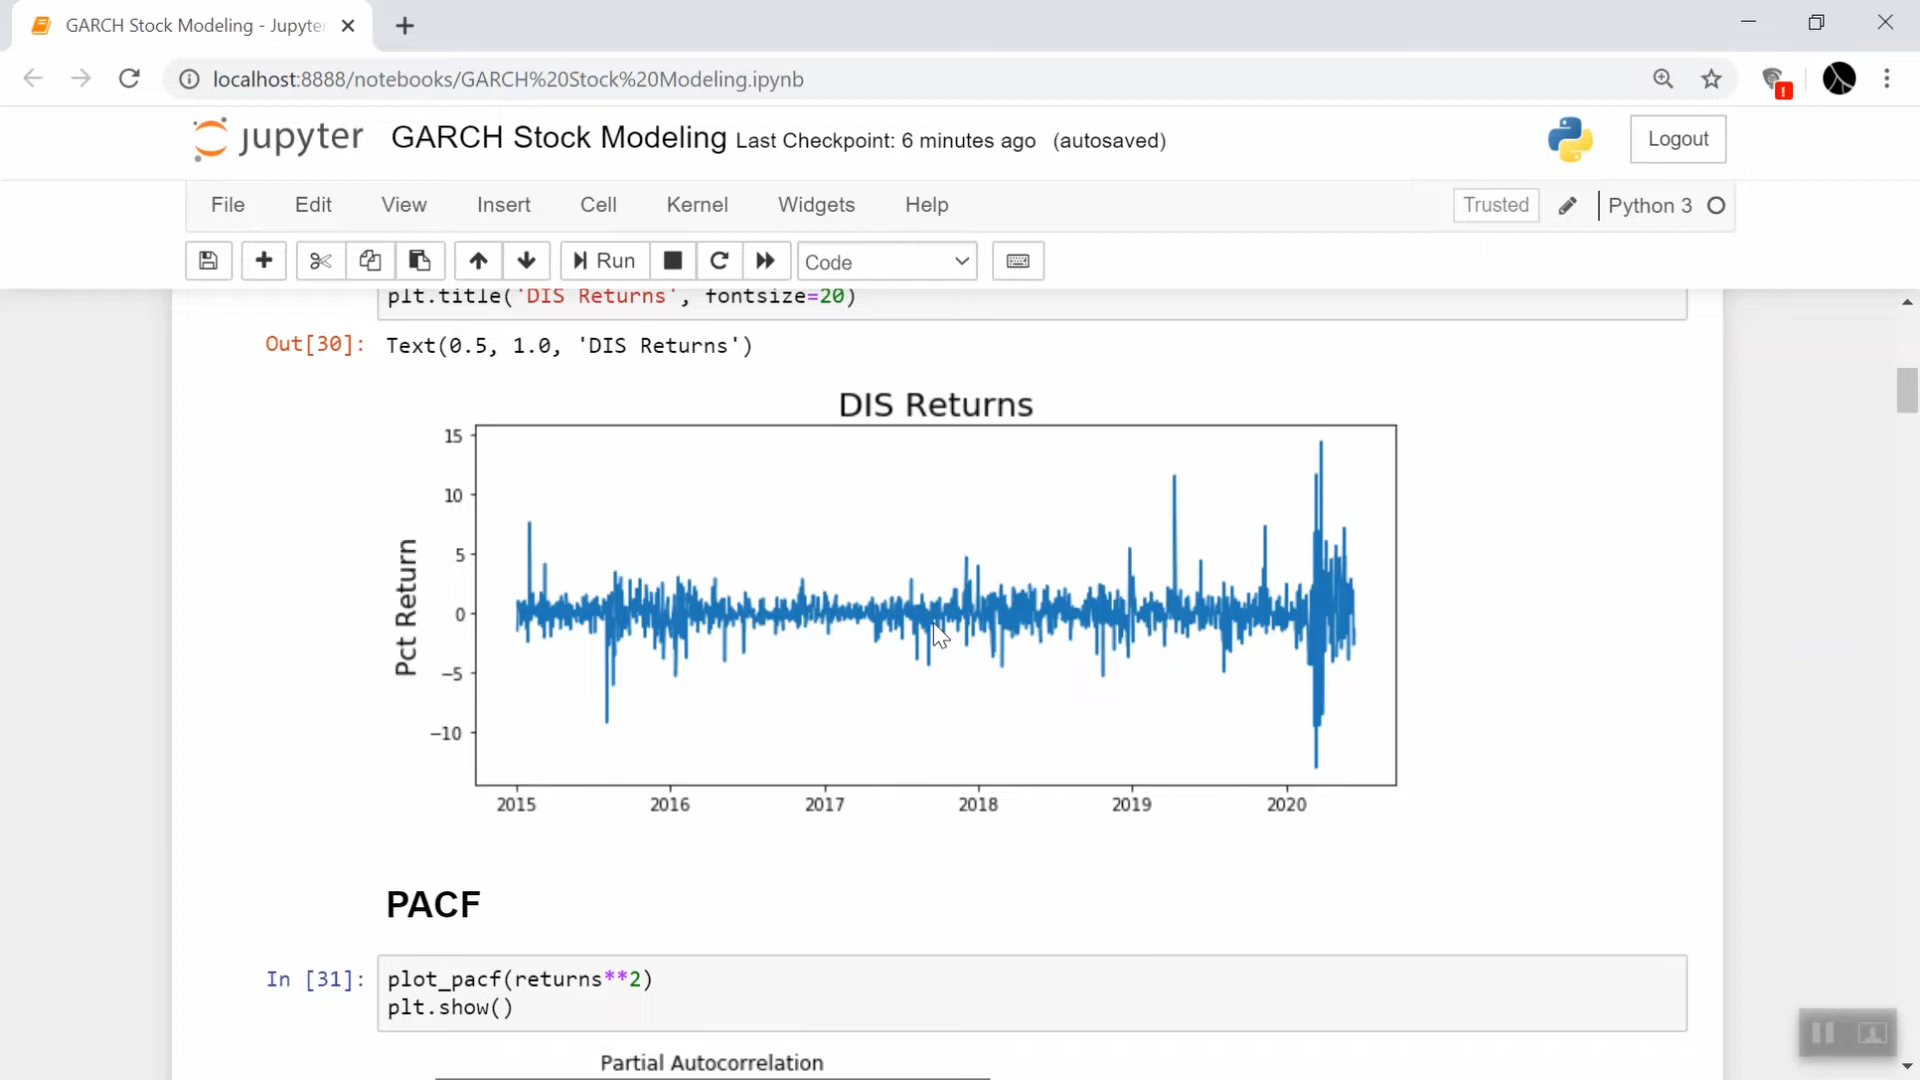 GARCH Stock Modeling - Jupyter
localhost:8888/notebooks/GARCH%20Stock%20Modeling.ipynb
jupyter GARCH Stock Modeling Last Checkpoint: 6 minutes ago (autosaved)
Logout
File Edit View Insert Cell Kernel Widgets Help
Trusted Python 3
Run Code
plt.title('DIS Returns', fontsize=20)
Out[30]: Text(0.5, 1.0, 'DIS Returns')
DIS Returns
Pct Return
15
10
5
0
−5
−10
2015 2016 2017 2018 2019 2020
PACF
In [31]: plot_pacf(returns**2)
plt.show()
Partial Autocorrelation